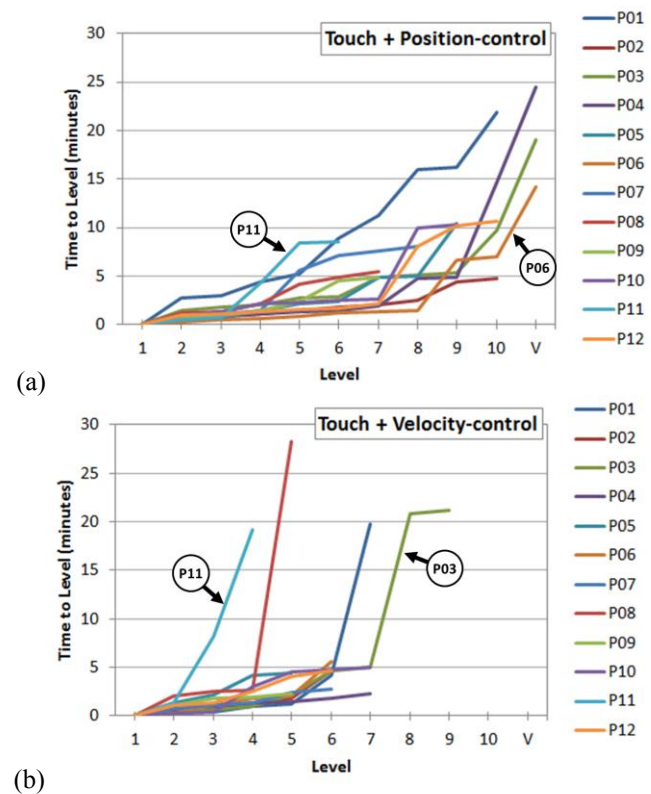 Touch + Position-control
Time to Level (minutes)
30
25
20
15
10
5
0
P11
P06
1 2 3 4 5 6 7 8 9 10 V
Level
P01
P02
P03
P04
P05
P06
P07
P08
P09
P10
P11
P12
(a)
Touch + Velocity-control
Time to Level (minutes)
30
25
20
15
10
5
0
P11
P03
1 2 3 4 5 6 7 8 9 10 V
Level
P01
P02
P03
P04
P05
P06
P07
P08
P09
P10
P11
P12
(b)